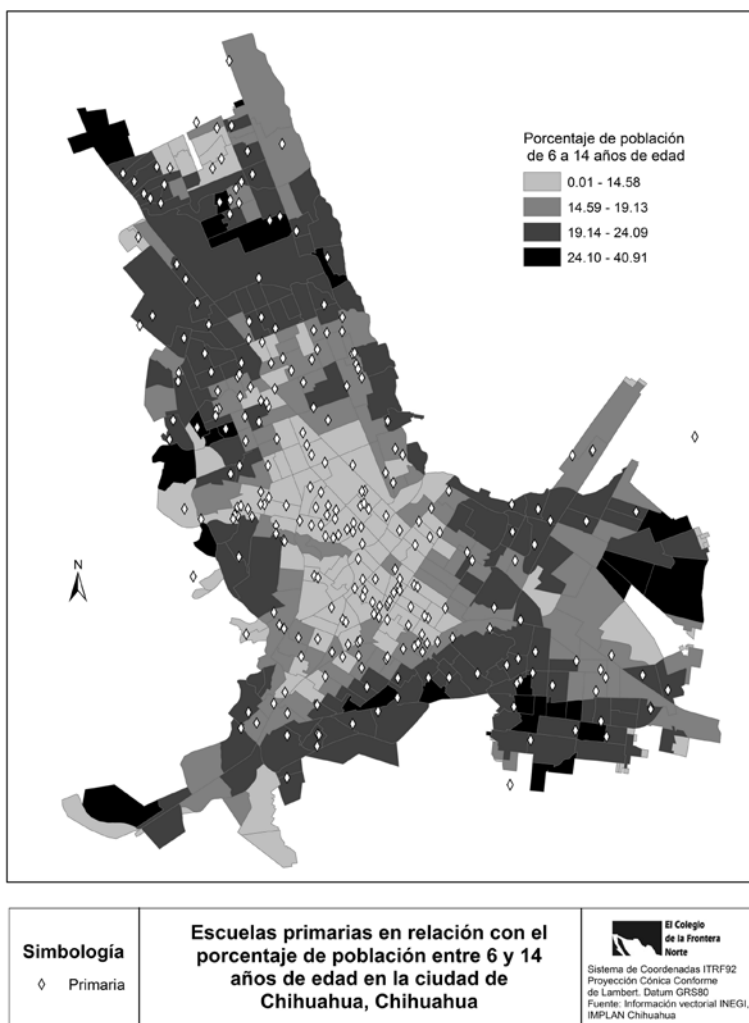 Porcentaje de población
de 6 a 14 años de edad
0.01 - 14.58
14.59 - 19.13
19.14 - 24.09
24.10 - 40.91
N
Simbología
Primaria
Escuelas primarias en relación con el
porcentaje de población entre 6 y 14
años de edad en la ciudad de
Chihuahua, Chihuahua
El Colegio
de la Frontera
Norte
Sistema de Coordenadas ITRF92
Proyección Cónica Conforme
de Lambert. Datum GRS80
Fuente: Información vectorial INEGI,
IMPLAN Chihuahua